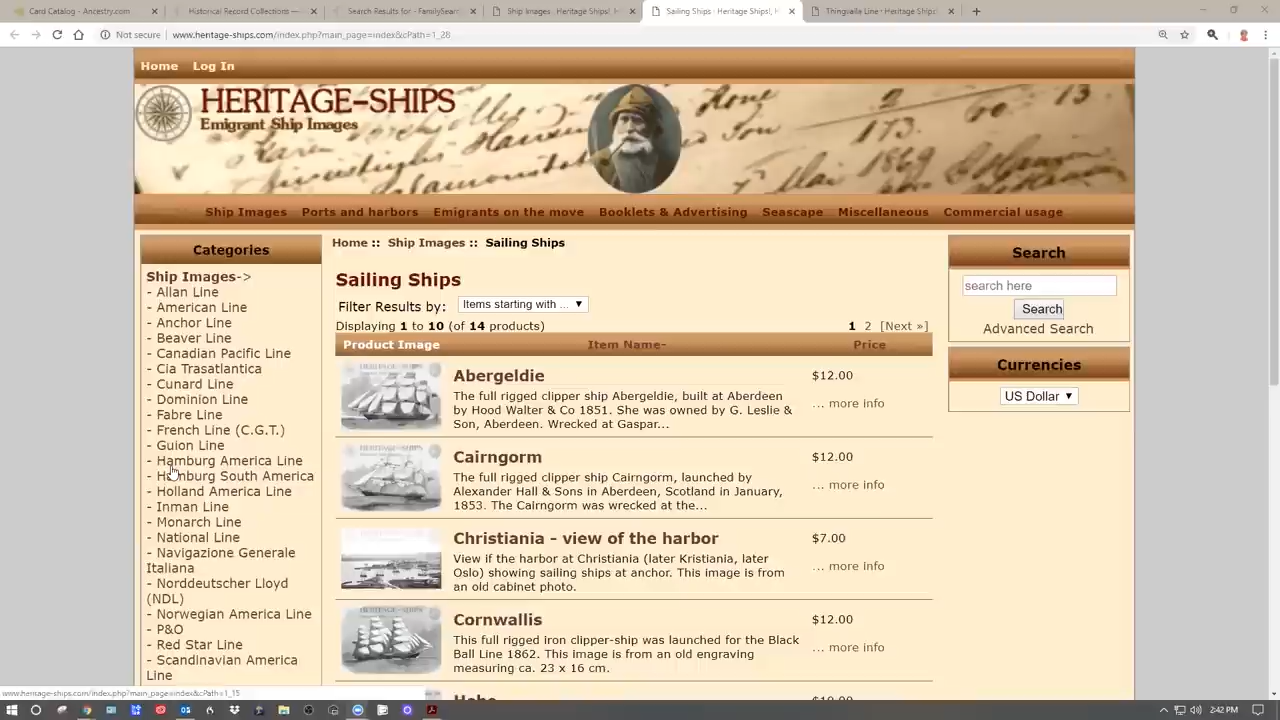 Card Catalog - Ancestry.com
Historical Record Collections —
Search Results for - FamilySear
Ship Images - Heritage Ships!
Sailing Ships - Heritage Ships!, H
Thingvalla Line - Heritage Ships!
Not secure
www.heritage-ships.com/index.php?main_page=index&cPath=1_28
Home
Log In
HERITAGE-SHIPS
Emigrant Ship Images
Ship Images
Ports and harbors
Emigrants on the move
Booklets & Advertising
Seascape
Miscellaneous
Commercial usage
Categories
Ship Images->
- Allan Line
- American Line
- Anchor Line
- Beaver Line
- Canadian Pacific Line
- Cia Trasatlantica
- Cunard Line
- Dominion Line
- Fabre Line
- French Line (C.G.T.)
- Guion Line
- Hamburg America Line
- Hamburg South America
- Holland America Line
- Inman Line
- Monarch Line
- National Line
- Navigazione Generale
Italiana
- Norddeutscher Lloyd
(NDL)
- Norwegian America Line
- P&O
- Red Star Line
- Scandinavian America
Line
Home :: Ship Images :: Sailing Ships
Sailing Ships
Filter Results by: Items starting with ...
Displaying 1 to 10 (of 14 products)
1 2 [Next »]
Product Image Item Name- Price
Abergeldie
$12.00
The full rigged clipper ship Abergeldie, built at Aberdeen
by Hood Walter & Co 1851. She was owned by G. Leslie &
Son, Aberdeen. Wrecked at Gaspar...
... more info
Cairngorm
$12.00
The full rigged clipper ship Cairngorm, launched by
Alexander Hall & Sons in Aberdeen, Scotland in January,
1853. The Cairngorm was wrecked at the...
... more info
Christiania - view of the harbor
$7.00
View if the harbor at Christiania (later Kristiania, later
Oslo) showing sailing ships at anchor. This image is from
an old cabinet photo.
... more info
Cornwallis
$12.00
This full rigged iron clipper-ship was launched for the Black
Ball Line 1862. This image is from an old engraving
measuring ca. 23 x 16 cm.
... more info
Search
search here
Search
Advanced Search
Currencies
US Dollar
www.heritage-ships.com/index.php?main_page=index&cPath=1_15
2:42 PM